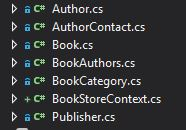 C# Author.cs
C# AuthorContact.cs
C# Book.cs
C# BookAuthors.cs
C# BookCategory.cs
+ C# BookStoreContext.cs
C# Publisher.cs